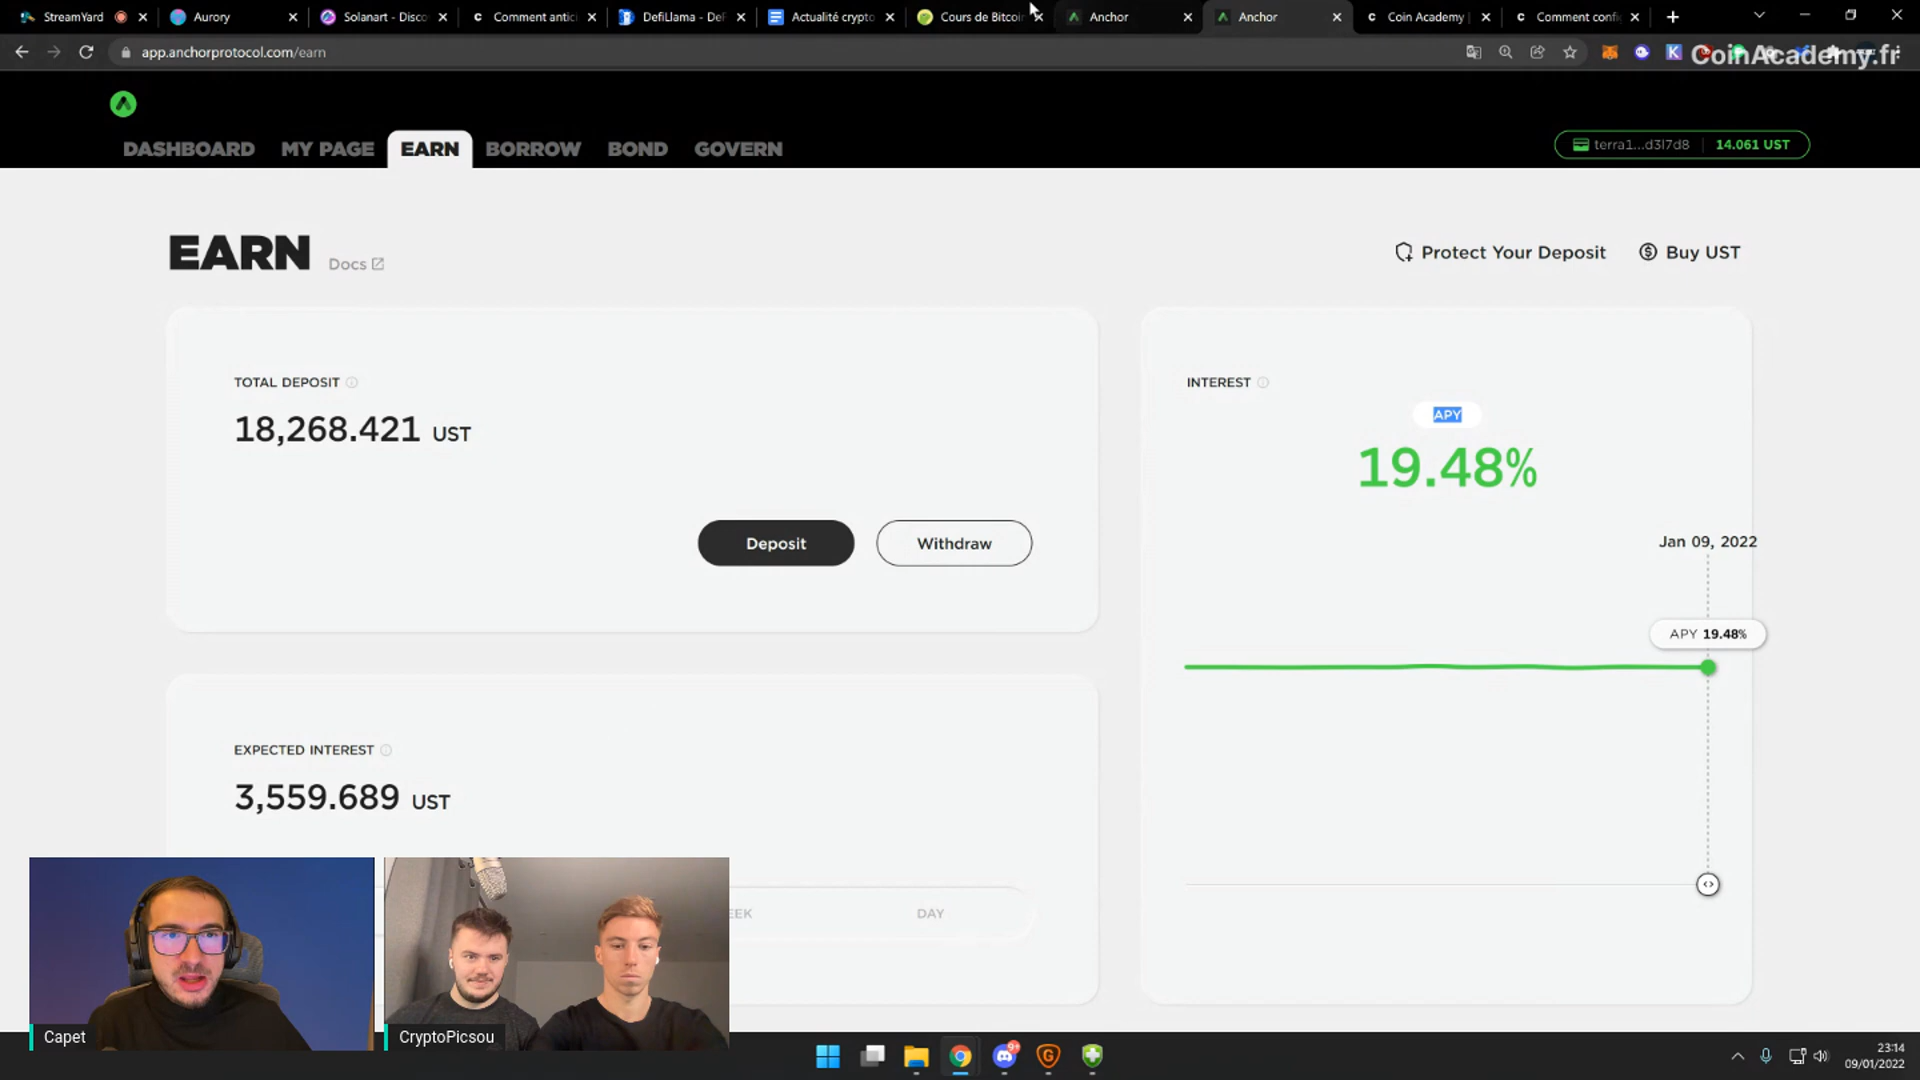 StreamYard
Aurory
Solanart - Disco
Comment antici
DefiLlama - DeF
Actualité crypto
Cours de Bitcoi
Anchor
Anchor
Coin Academy
Comment confi
app.anchorprotocol.com/earn
CoinAcademy.fr
DASHBOARD
MY PAGE
EARN
BORROW
BOND
GOVERN
terra1...d3l7d8
14.061 UST
EARN
Docs
Protect Your Deposit
Buy UST
TOTAL DEPOSIT
18,268.421 UST
Deposit
Withdraw
INTEREST
APY
19.48%
Jan 09, 2022
APY 19.48%
EXPECTED INTEREST
3,559.689 UST
EEK
DAY
Capet
CryptoPicsou
9+
23:14
09/01/2022